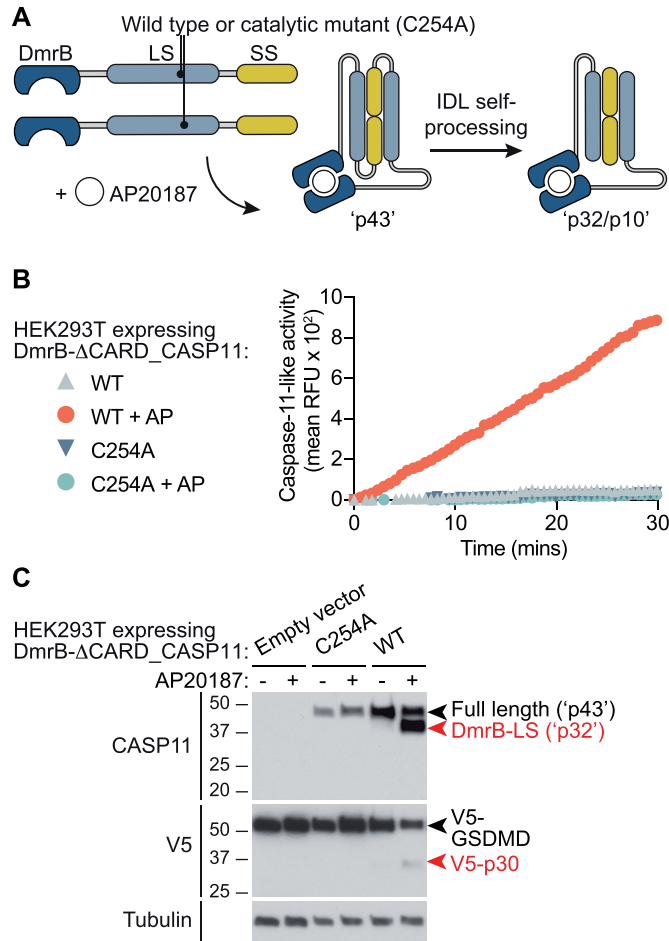 A
Wild type or catalytic mutant (C254A)
DmrB LS SS
+ AP20187
'p43'
IDL self-
processing
'p32/p10'
B
HEK293T expressing
DmrB-ΔCARD_CASP11:
WT
WT + AP
C254A
C254A + AP
Caspase-11-like activity
(mean RFU x 10²)
10
8
6
4
2
0
0 10 20 30
Time (mins)
C
HEK293T expressing
DmrB-ΔCARD_CASP11:
Empty vector
C254A
WT
AP20187: - + - + - +
CASP11
50
37
25
20
Full length ('p43')
DmrB-LS ('p32')
V5
50
37
25
V5-
GSDMD
V5-p30
Tubulin